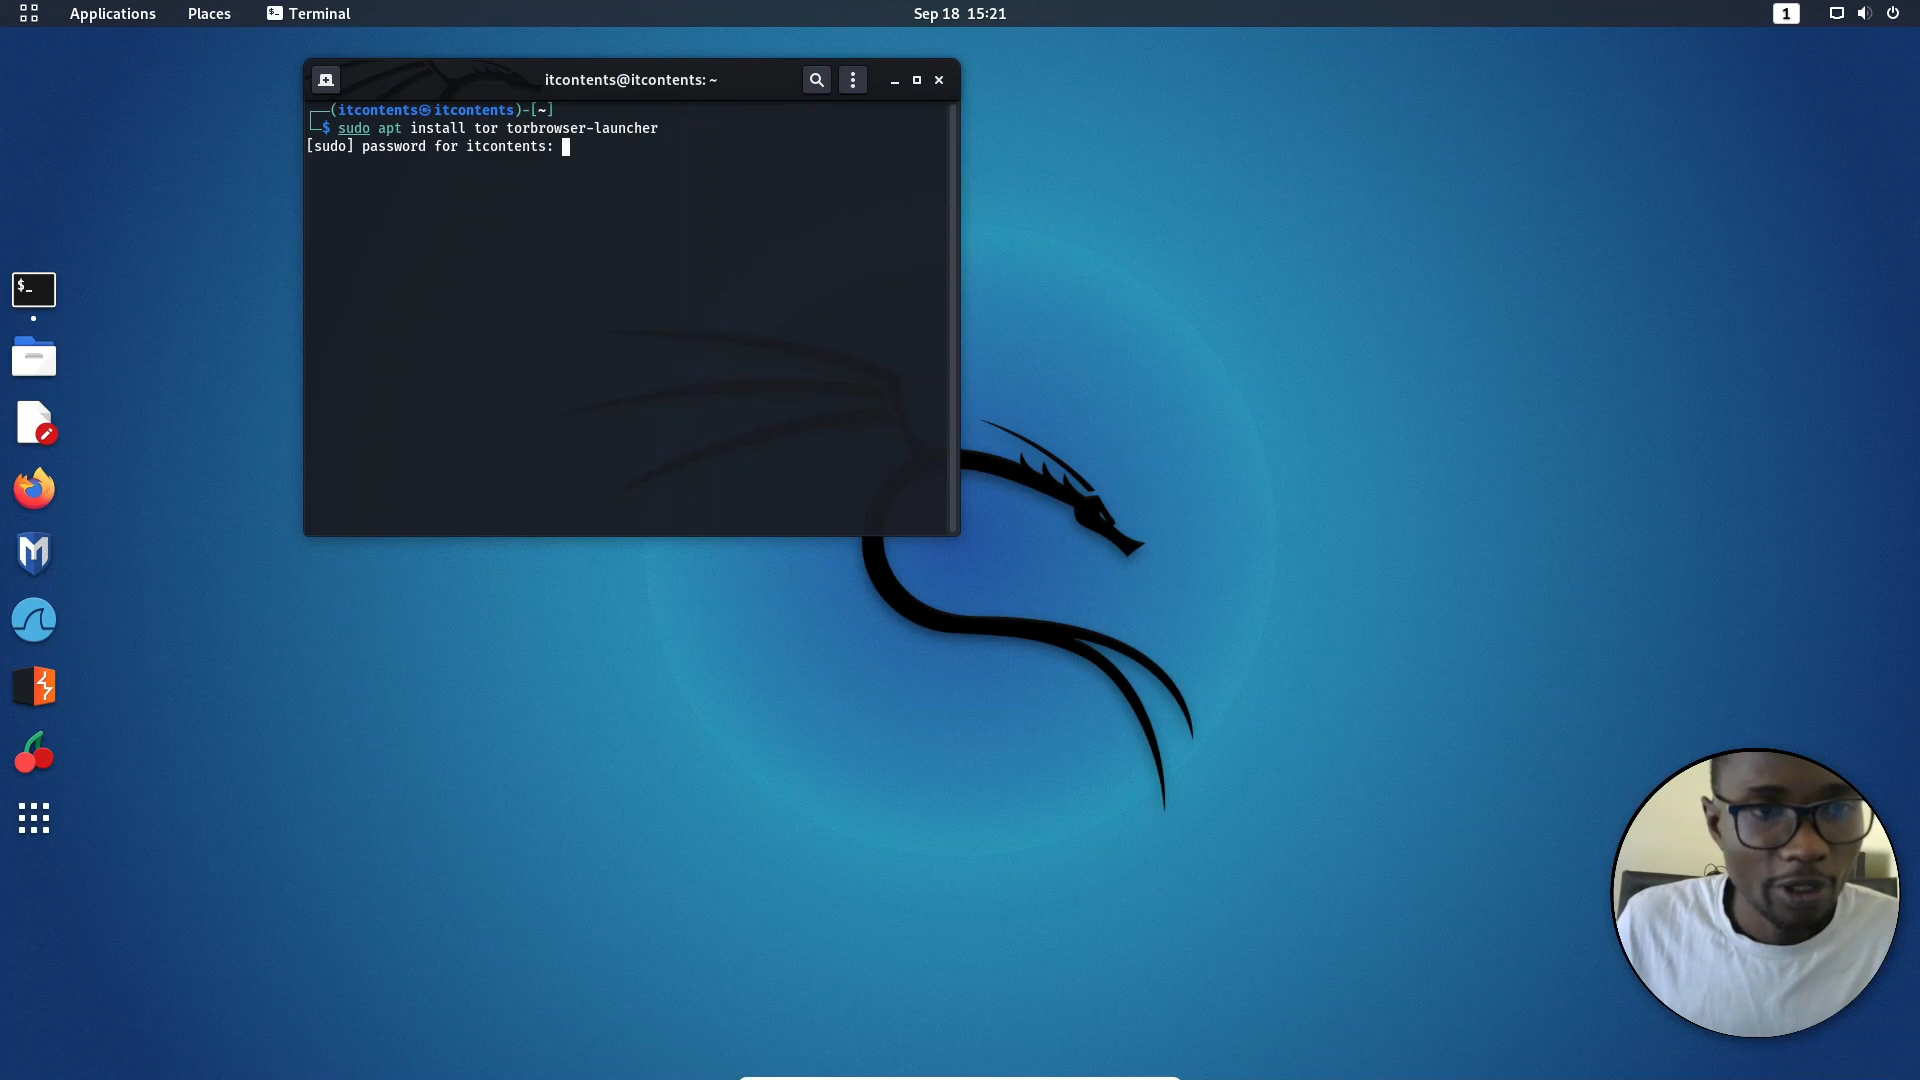 Applications Places Terminal Sep 18 15:21 1
itcontents@itcontents: ~
┌──(itcontents㉿itcontents)-[~]
└─$ sudo apt install tor torbrowser-launcher
[sudo] password for itcontents:
$_